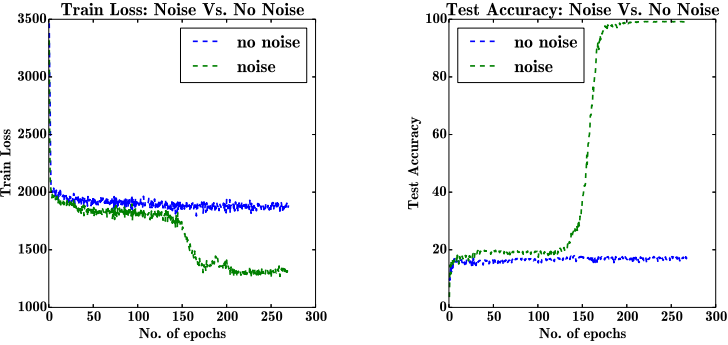 Train Loss: Noise Vs. No Noise
3500
3000
2500
2000
1500
1000
0
50
100
150
200
250
300
Train Loss
No. of epochs
no noise
noise
Test Accuracy: Noise Vs. No Noise
100
80
60
40
20
0
0
50
100
150
200
250
300
Test Accuracy
No. of epochs
no noise
noise